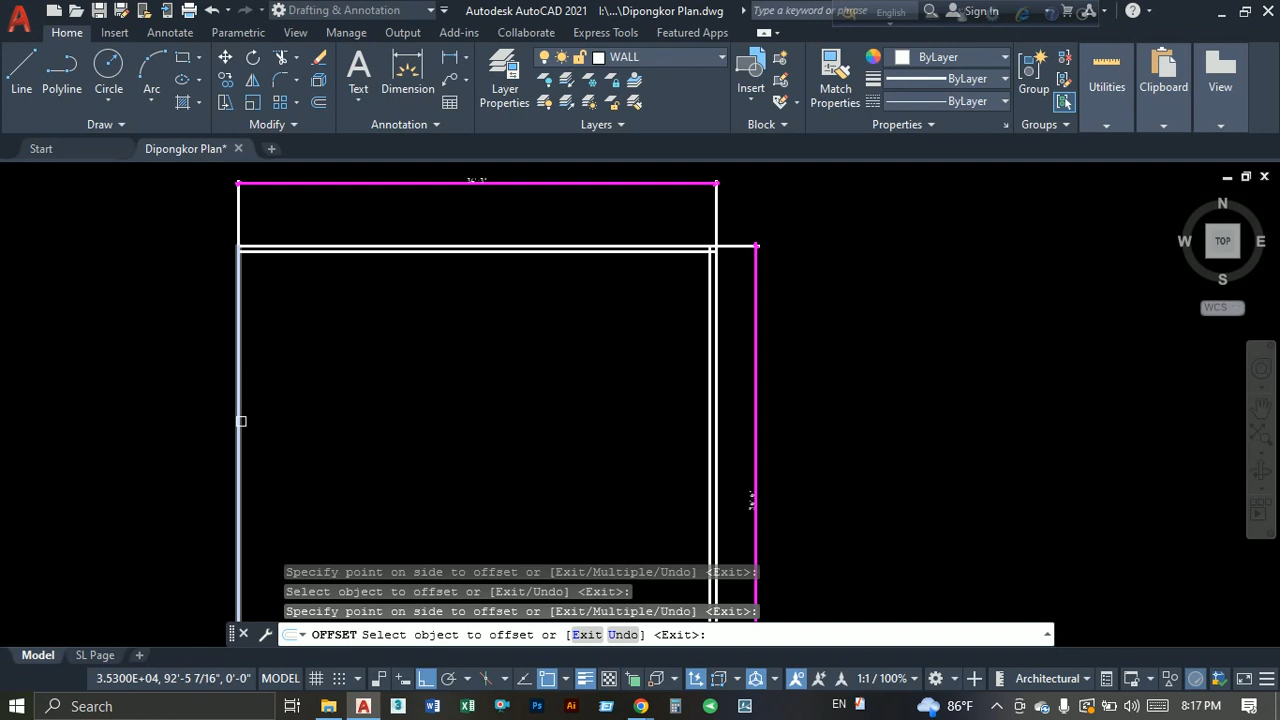 Drafting & Annotation
Autodesk AutoCAD 2021
I:\...\Dipongkor Plan.dwg
Type a keyword or phrase
English
Sign In
Home
Insert
Annotate
Parametric
View
Manage
Output
Add-ins
Collaborate
Express Tools
Featured Apps
WALL
ByLayer
ByLayer
ByLayer
Line
Polyline
Circle
Arc
Text
Dimension
Layer
Properties
Insert
Match
Properties
Group
Utilities
Clipboard
View
Draw
Modify
Annotation
Layers
Block
Properties
Groups
Start
Dipongkor Plan*
N
W
TOP
E
S
WCS
Specify point on side to offset or [Exit/Multiple/Undo] <Exit>:
Select object to offset or [Exit/Undo] <Exit>:
Specify point on side to offset or [Exit/Multiple/Undo] <Exit>:
OFFSET Select object to offset or [Exit Undo] <Exit>:
Model
SL Page
3.5300E+04, 92'-5 7/16", 0'-0"
MODEL
1:1 / 100%
Architectural
Search
EN
86°F
8:17 PM